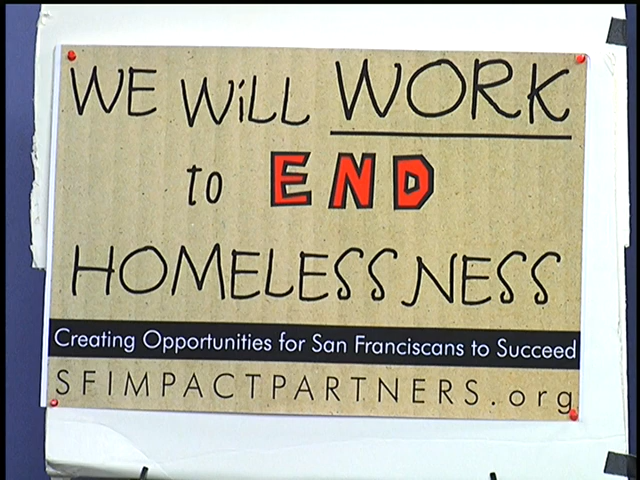 WE WiLL WORK
to END
HOMELESSNESS
Creating Opportunities for San Franciscans to Succeed
SFIMPACTPARTNERS.org